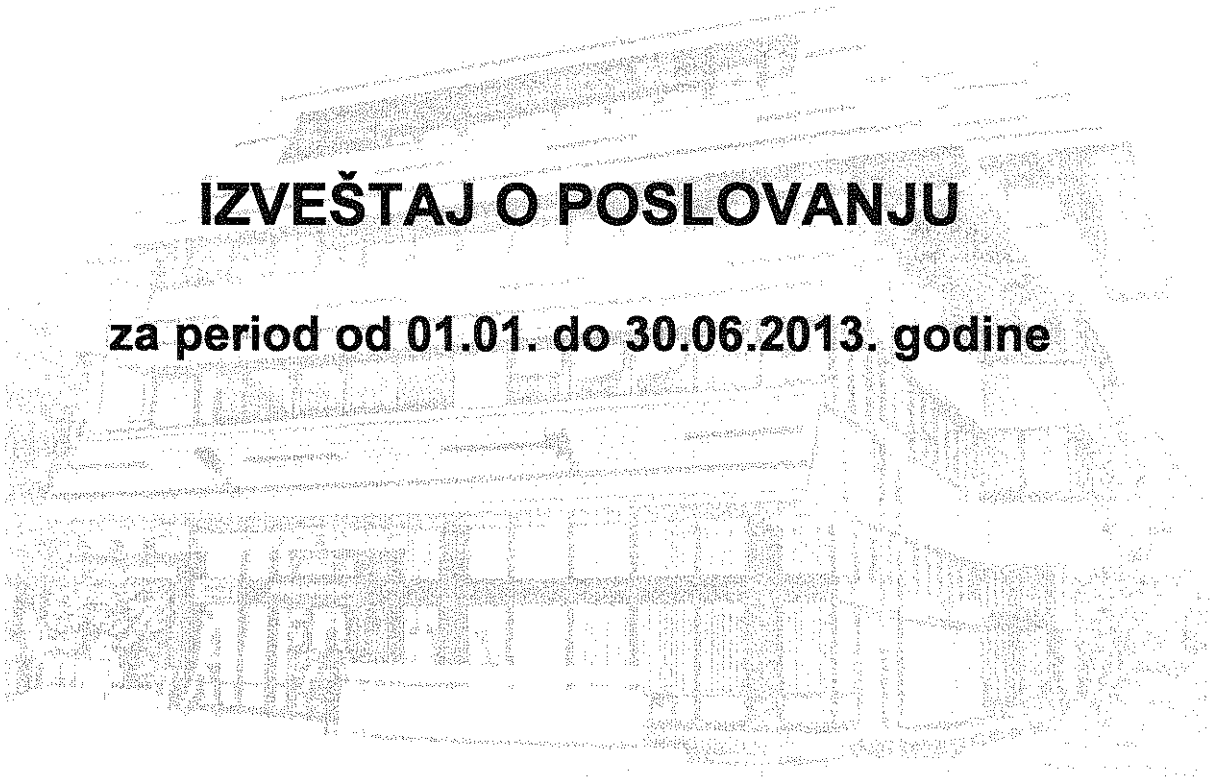 IZVEŠTAJ O POSLOVANJU
za period od 01.01. do 30.06.2013. godine